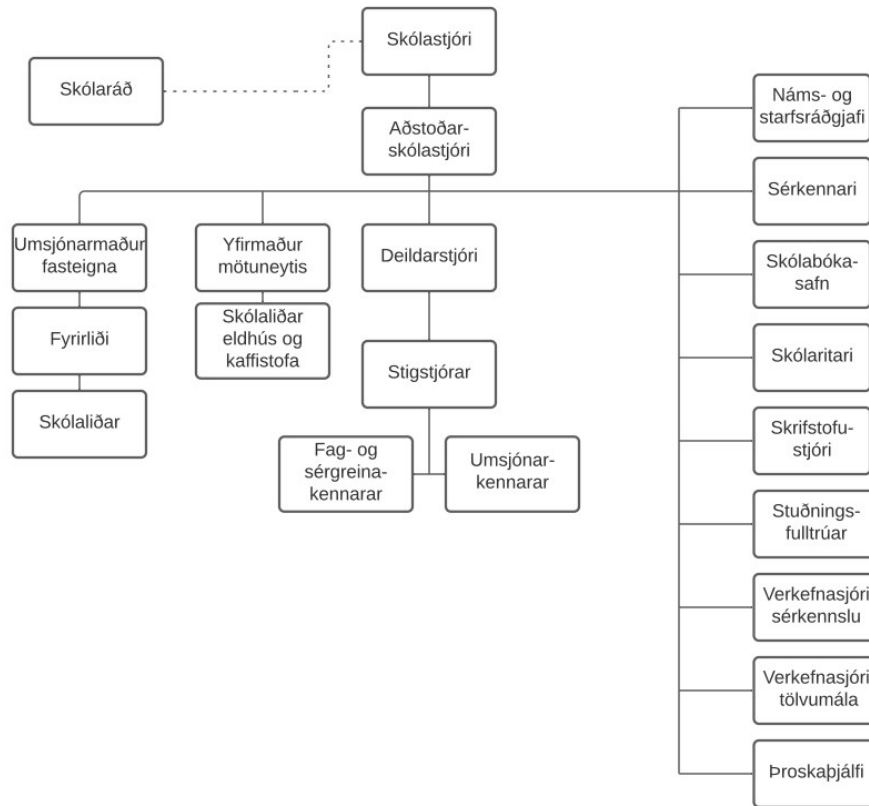 Skólastjóri
Skólaráð
Aðstoðar-
skólastjóri
Umsjónarmaður
fasteigna
Fyrirliði
Skólaliðar
Yfirmaður
mötuneytis
Skólaliðar
eldhús og
kaffistofa
Deildarstjóri
Stigstjórar
Fag- og
sérgreina-
kennarar
Umsjónar-
kennarar
Náms- og
starfsráðgjafi
Sérkennari
Skólabóka-
safn
Skólaritari
Skrifstofu-
stjóri
Stuðnings-
fulltrúar
Verkefnasjóri
sérkennslu
Verkefnasjóri
tölvumála
Þroskaþjálfi